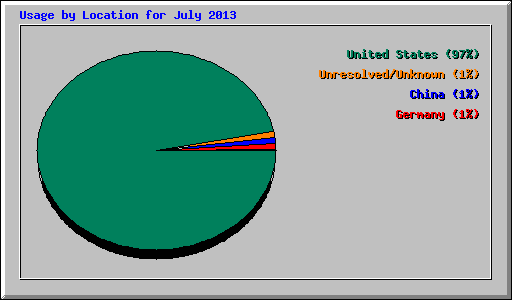 Usage by Location for July 2013
United States (97%)
Unresolved/Unknown (1%)
China (1%)
Germany (1%)